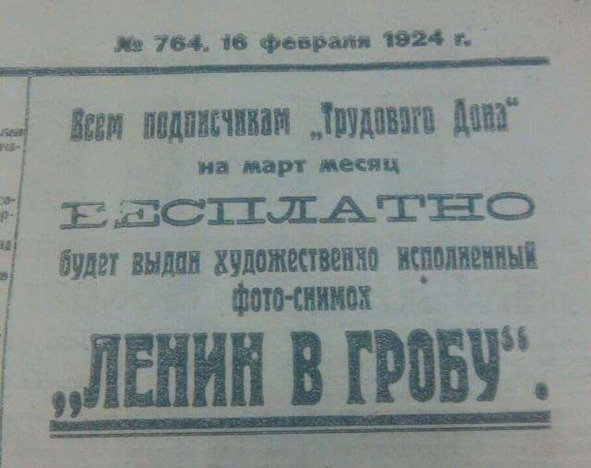 № 764. 16 февраля 1924 г.
Всем подписчикам „Трудового Дона“
на март месяц
БЕСПЛАТНО
будет выдан художественно исполненный
фото-снимок
„ЛЕНИН В ГРОБУ“.